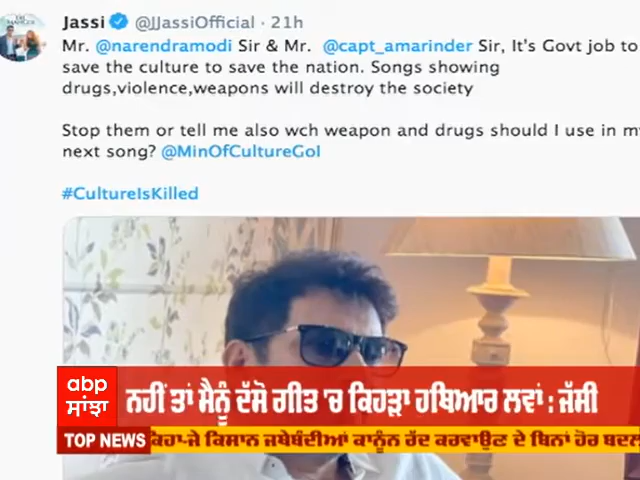 Jassi @JJassiOfficial · 21h
Mr. @narendramodi Sir & Mr. @capt_amarinder Sir, It's Govt job to
save the culture to save the nation. Songs showing
drugs,violence,weapons will destroy the society
Stop them or tell me also wch weapon and drugs should I use in my
next song? @MinOfCultureGoI
#CultureIsKilled
abp
ਸਾਂਝਾ
ਨਹੀਂ ਤਾਂ ਮੈਨੂੰ ਦੱਸੋ ਗੀਤ 'ਚ ਕਿਹੜਾ ਹਥਿਆਰ ਲਵਾਂ : ਜੱਸੀ
TOP NEWS ਕਿਹਾ-ਜੇ ਕਿਸਾਨ ਜਥੇਬੰਦੀਆਂ ਕਾਨੂੰਨ ਰੱਦ ਕਰਵਾਉਣ ਦੇ ਬਿਨਾਂ ਹੋਰ